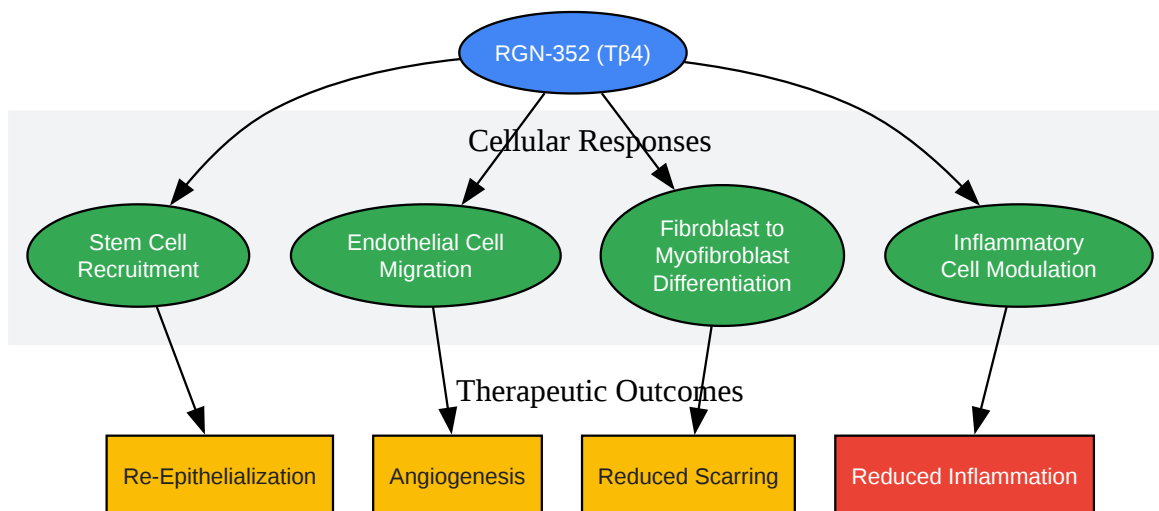 RGN-352 (Tβ4)
Cellular Responses
Stem Cell
Recruitment
Endothelial Cell
Migration
Fibroblast to
Myofibroblast
Differentiation
Inflammatory
Cell Modulation
Therapeutic Outcomes
Re-Epithelialization
Angiogenesis
Reduced Scarring
Reduced Inflammation